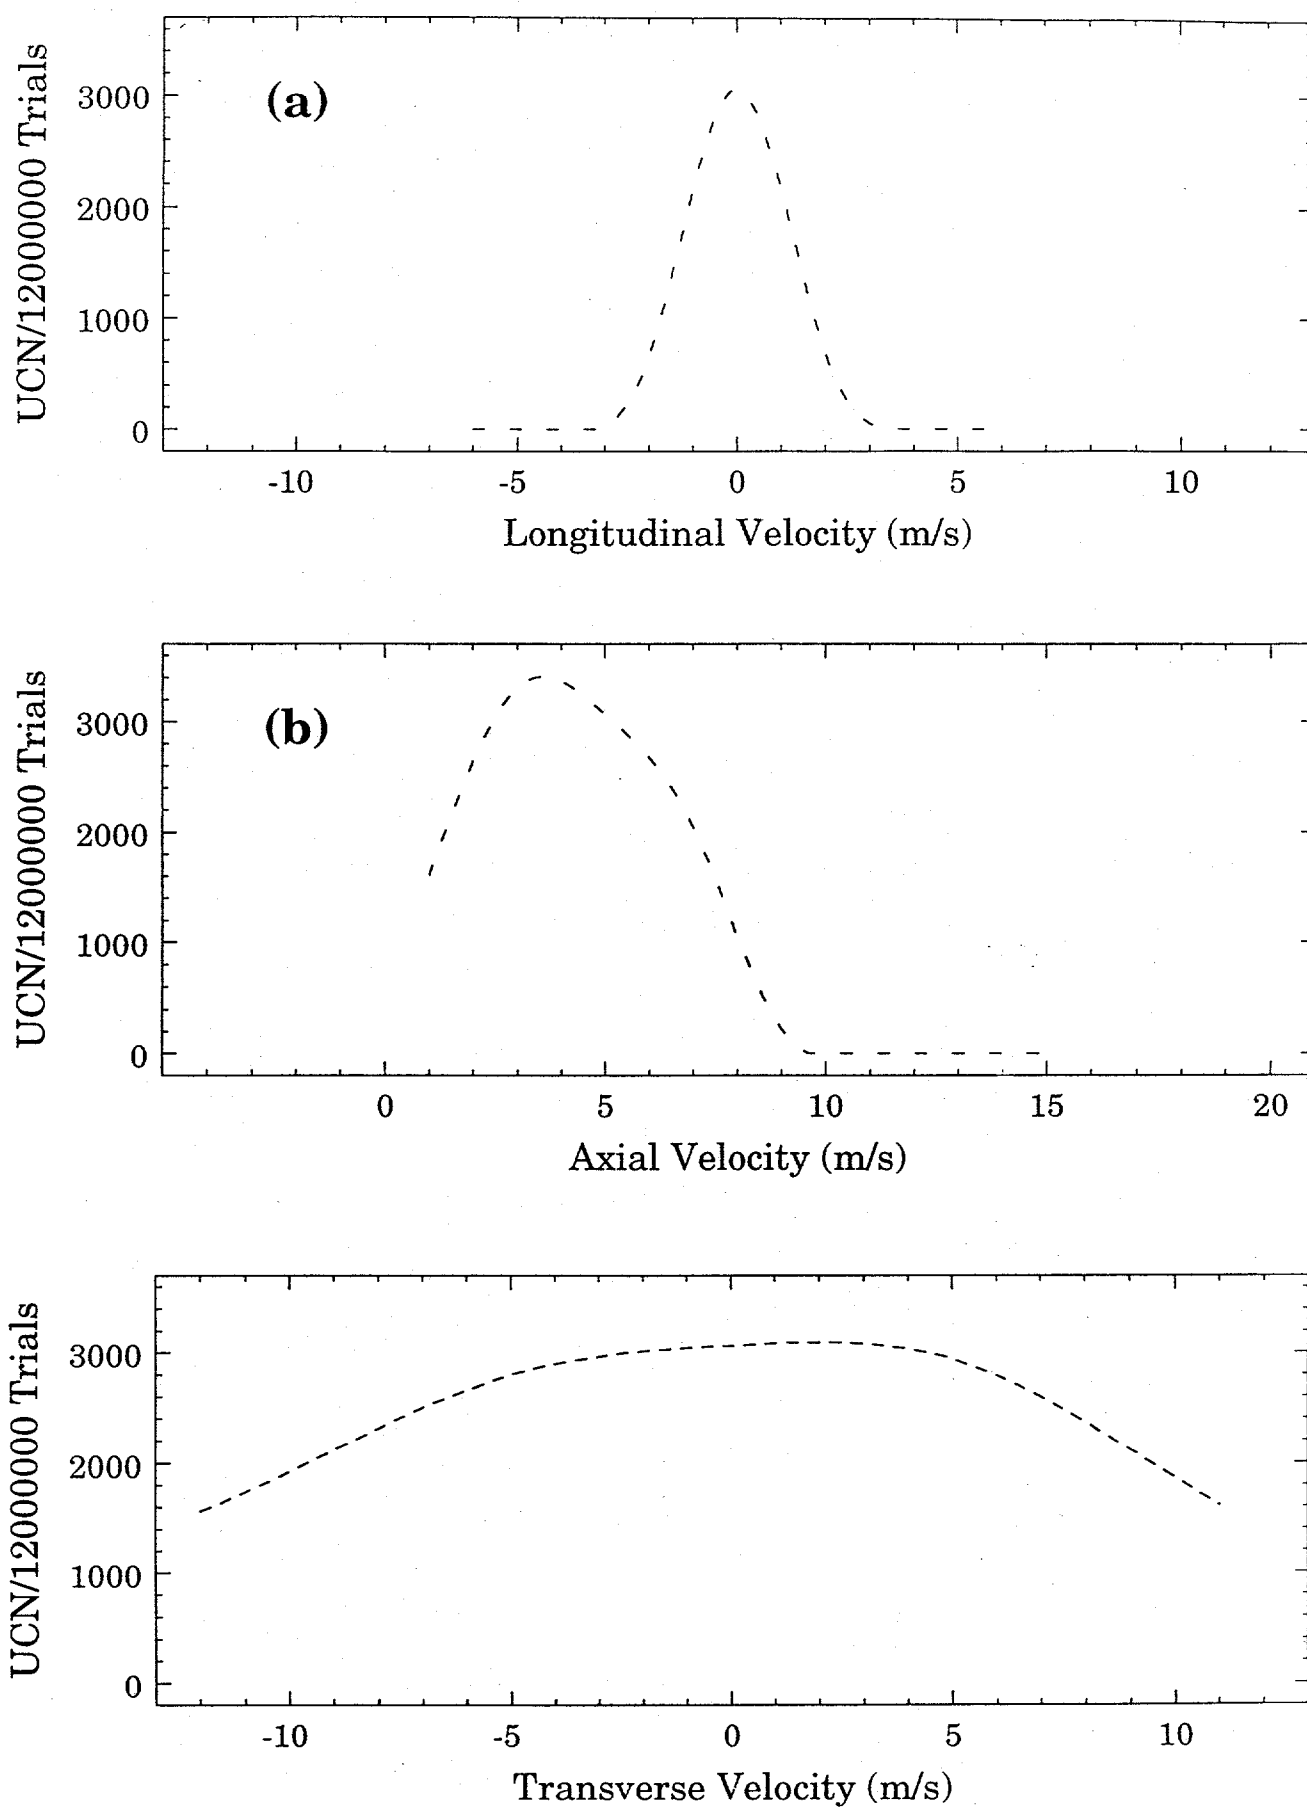 UCN/12000000 Trials
(a)
3000
2000
1000
0
-10 -5 0 5 10
Longitudinal Velocity (m/s)
UCN/12000000 Trials
(b)
3000
2000
1000
0
0 5 10 15 20
Axial Velocity (m/s)
UCN/12000000 Trials
3000
2000
1000
0
-10 -5 0 5 10
Transverse Velocity (m/s)